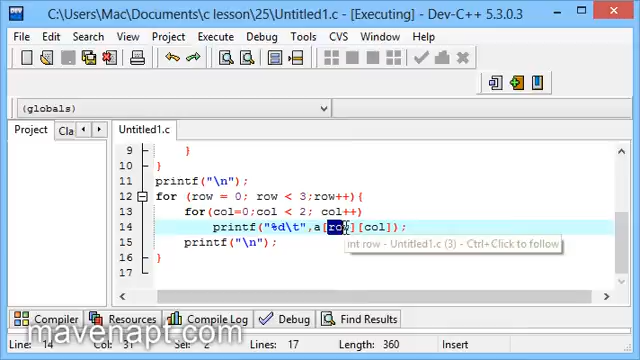 C:\Users\Mac\Documents\c lesson\25\Untitled1.c - [Executing] - Dev-C++ 5.3.0.3
File Edit Search View Project Execute Debug Tools CVS Window Help
(globals)
Project Cla Untitled1.c
9 }
10 }
11 printf("\n");
12 for (row = 0; row < 3;row++){
13 for(col=0;col < 2; col++)
14 printf("%d\t",a[row][col]);
15 printf("\n");
int row - Untitled1.c (3) - Ctrl+Click to follow
16 }
17
Compiler Resources Compile Log Debug Find Results
mavenapt.com
Line: 14 Col: 31 Sel: 2 Lines: 17 Length: 360 Insert